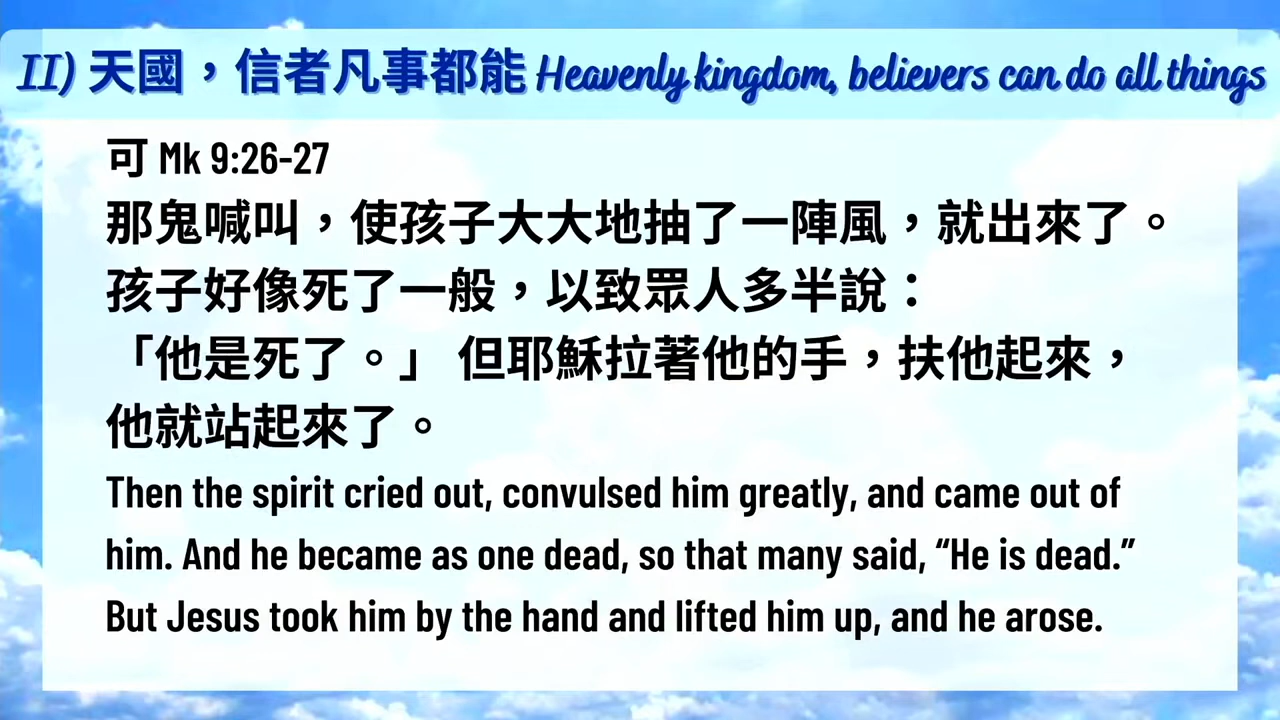 II) 天國，信者凡事都能 Heavenly kingdom, believers can do all things
可 Mk 9:26-27
那鬼喊叫，使孩子大大地抽了一陣風，就出來了。
孩子好像死了一般，以致眾人多半說：
「他是死了。」 但耶穌拉著他的手，扶他起來，
他就站起來了。
Then the spirit cried out, convulsed him greatly, and came out of
him. And he became as one dead, so that many said, “He is dead.”
But Jesus took him by the hand and lifted him up, and he arose.